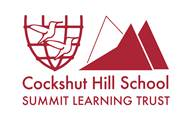 Cockshut Hill School
SUMMIT LEARNING TRUST